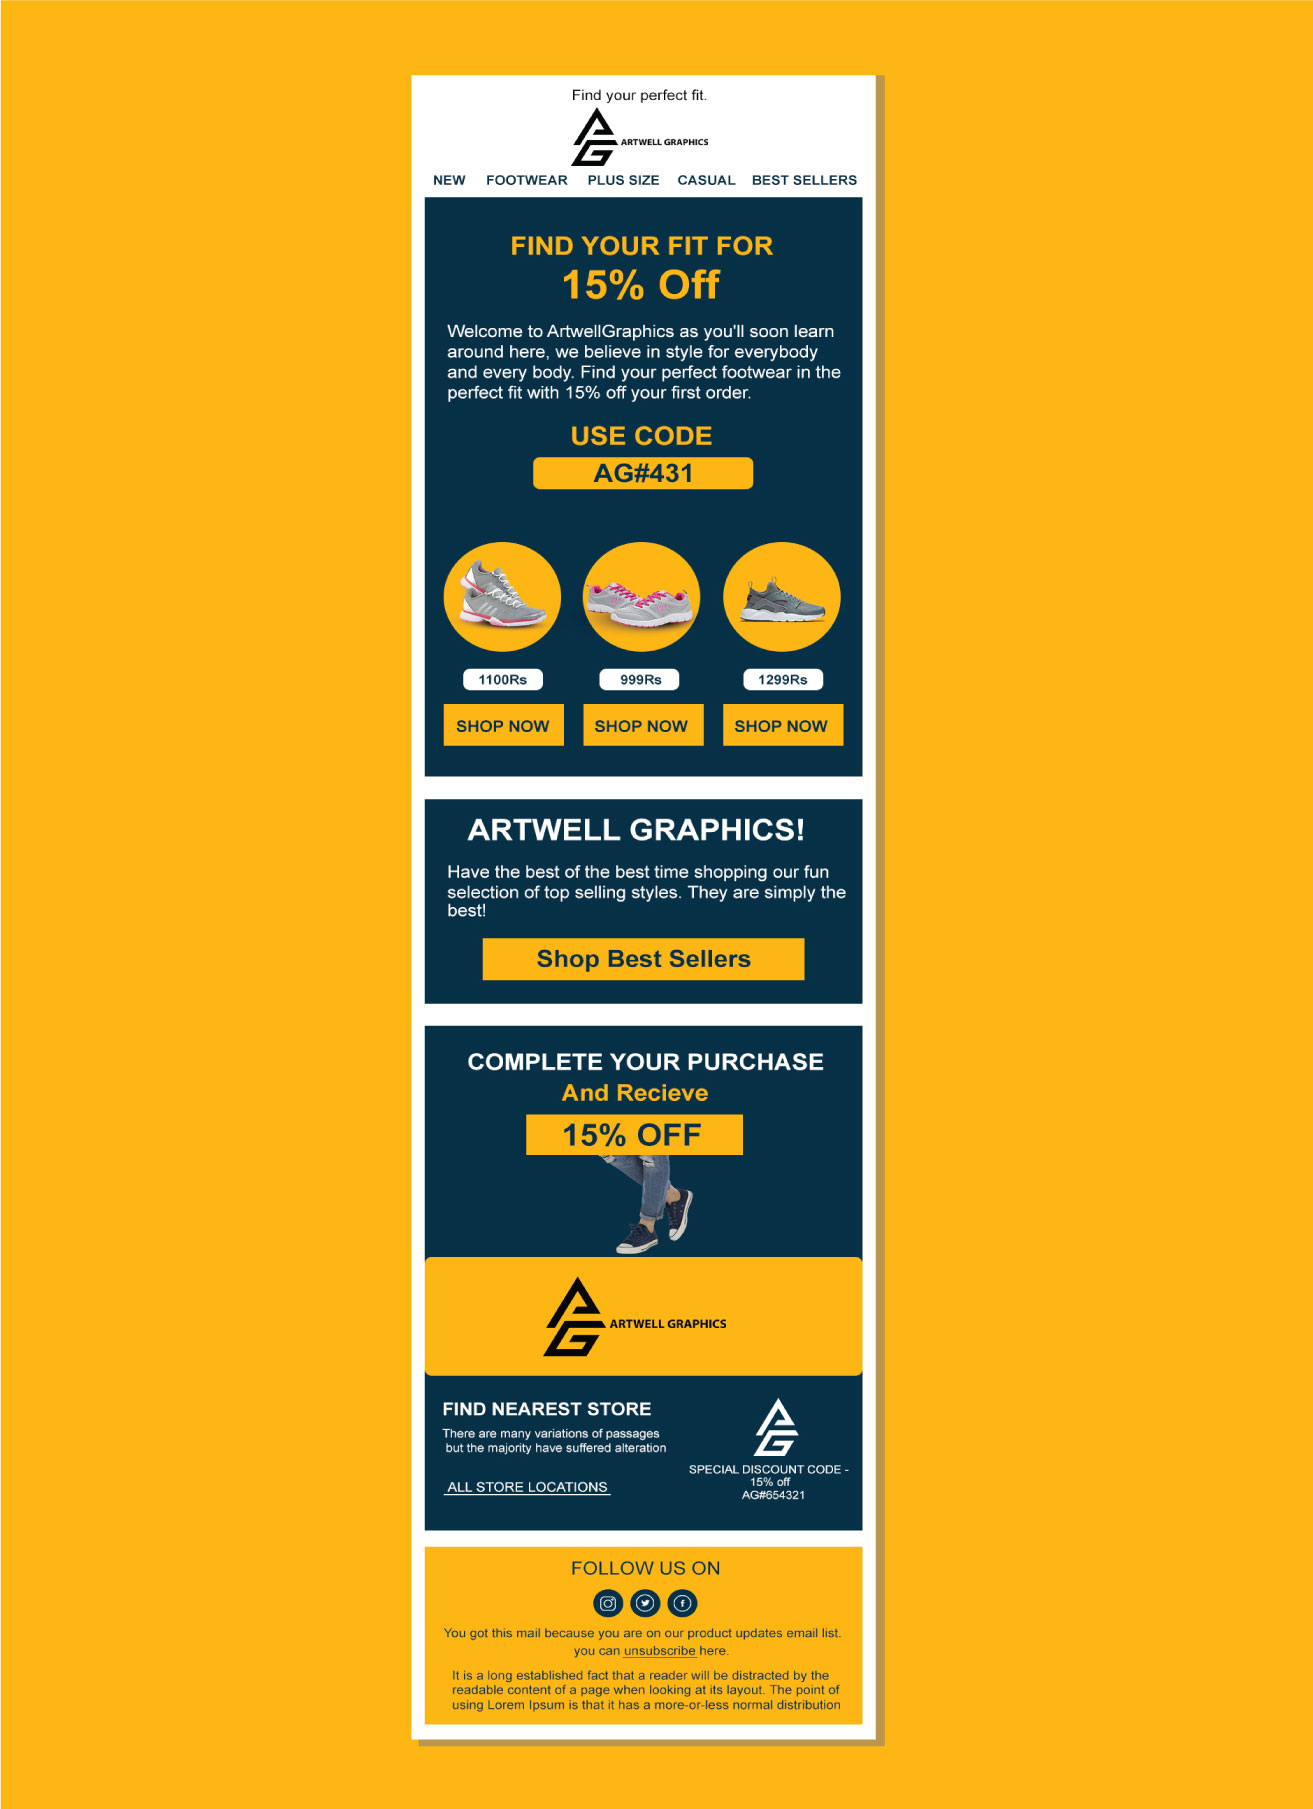 Find your perfect fit.
ARTWELL GRAPHICS
NEW FOOTWEAR PLUS SIZE CASUAL BEST SELLERS
FIND YOUR FIT FOR
15% Off
Welcome to ArtwellGraphics as you'll soon learn
around here, we believe in style for everybody
and every body. Find your perfect footwear in the
perfect fit with 15% off your first order.
USE CODE
AG#431
1100Rs 999Rs 1299Rs
SHOP NOW SHOP NOW SHOP NOW
ARTWELL GRAPHICS!
Have the best of the best time shopping our fun
selection of top selling styles. They are simply the
best!
Shop Best Sellers
COMPLETE YOUR PURCHASE
And Recieve
15% OFF
ARTWELL GRAPHICS
FIND NEAREST STORE
There are many variations of passages
but the majority have suffered alteration
ALL STORE LOCATIONS
SPECIAL DISCOUNT CODE -
15% off
AG#654321
FOLLOW US ON
You got this mail because you are on our product updates email list.
you can unsubscribe here.
It is a long established fact that a reader will be distracted by the
readable content of a page when looking at its layout. The point of
using Lorem Ipsum is that it has a more-or-less normal distribution